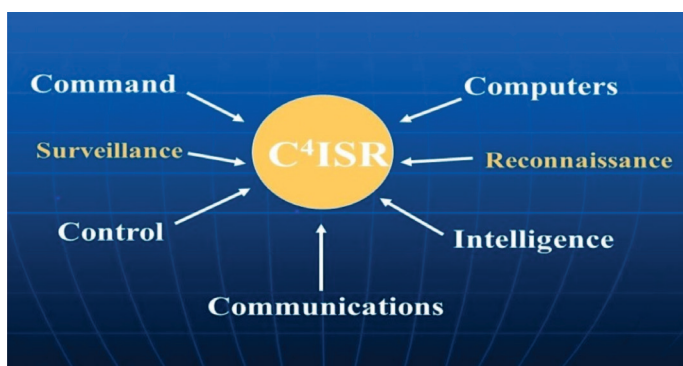 Command
Computers
Surveillance
C⁴ISR
Reconnaissance
Control
Intelligence
Communications